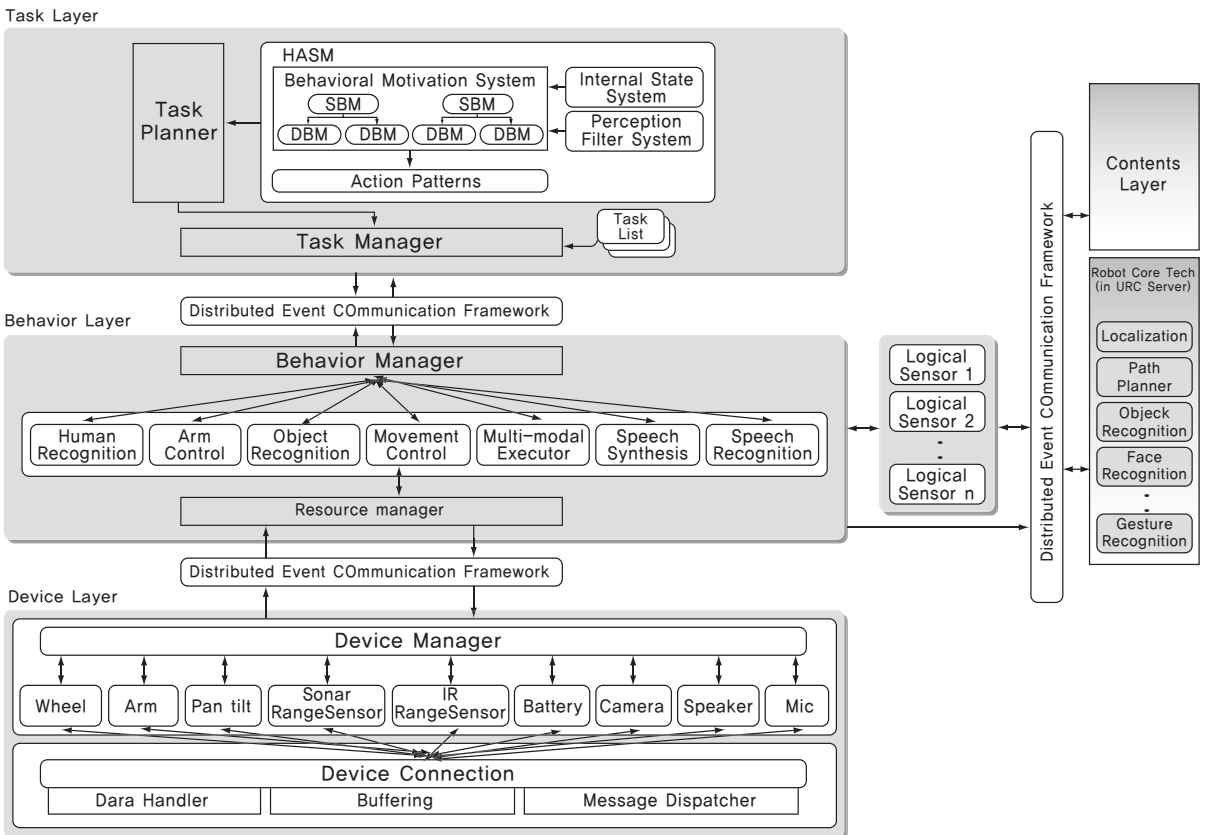 Task Layer
HASM
Behavioral Motivation System
SBM
SBM
DBM
DBM
DBM
DBM
Internal State
System
Perception
Filter System
Action Patterns
Task
Planner
Task Manager
Task
List
Distributed Event COmmunication Framework
Behavior Layer
Behavior Manager
Human
Recognition
Arm
Control
Object
Recognition
Movement
Control
Multi-modal
Executor
Speech
Synthesis
Speech
Recognition
Resource manager
Logical
Sensor 1
Logical
Sensor 2
Logical
Sensor n
Distributed Event COmmunication Framework
Contents
Layer
Robot Core Tech
(in URC Server)
Localization
Path
Planner
Objeck
Recognition
Face
Recognition
Gesture
Recognition
Distributed Event COmmunication Framework
Device Layer
Device Manager
Wheel
Arm
Pan tilt
Sonar
RangeSensor
IR
RangeSensor
Battery
Camera
Speaker
Mic
Device Connection
Dara Handler
Buffering
Message Dispatcher